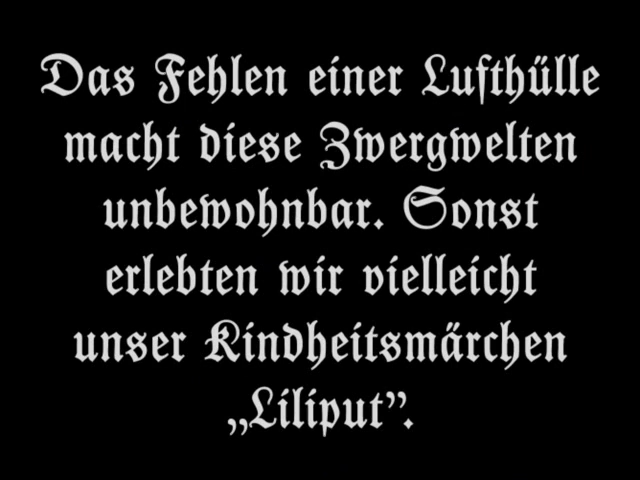 Das Fehlen einer Lufthülle
macht diese Zwergwelten
unbewohnbar. Sonst
erlebten wir vielleicht
unser Kindheitsmärchen
„Liliput”.